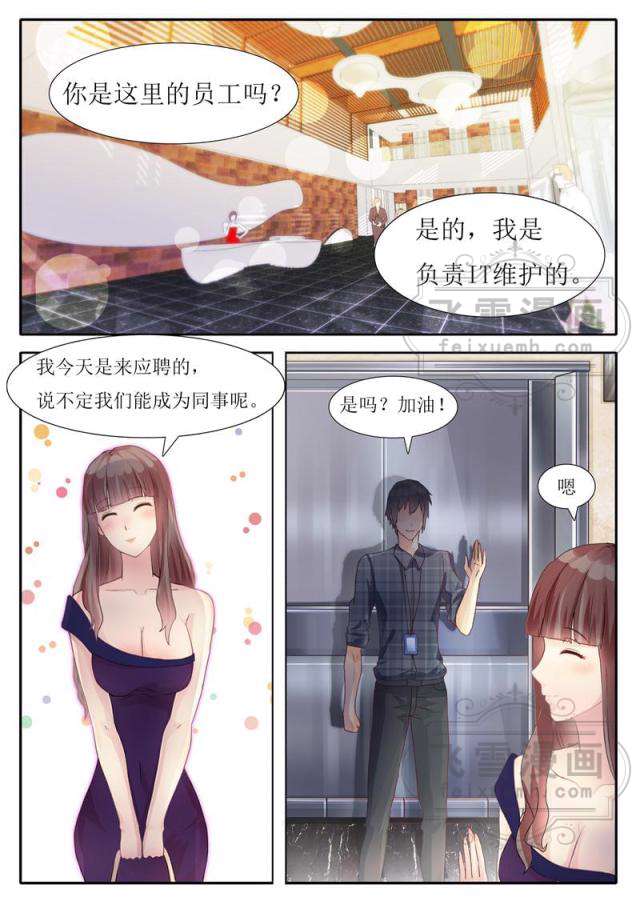 你是这里的员工吗？
是的，我是
负责IT维护的。
飞雪漫画
feixuemh.com
我今天是来应聘的，
说不定我们能成为同事呢。
是吗？加油！
嗯
飞雪漫画
feixuemh.com